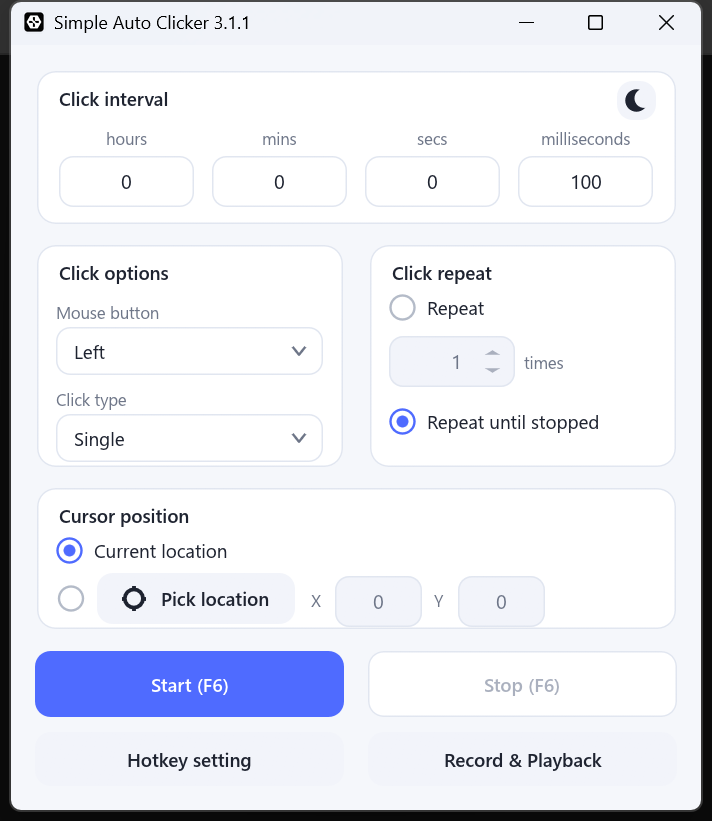 Simple Auto Clicker 3.1.1
Click interval
hours mins secs milliseconds
0 0 0 100
Click options
Mouse button
Left
Click type
Single
Click repeat
Repeat
1 times
Repeat until stopped
Cursor position
Current location
Pick location X 0 Y 0
Start (F6) Stop (F6)
Hotkey setting Record & Playback